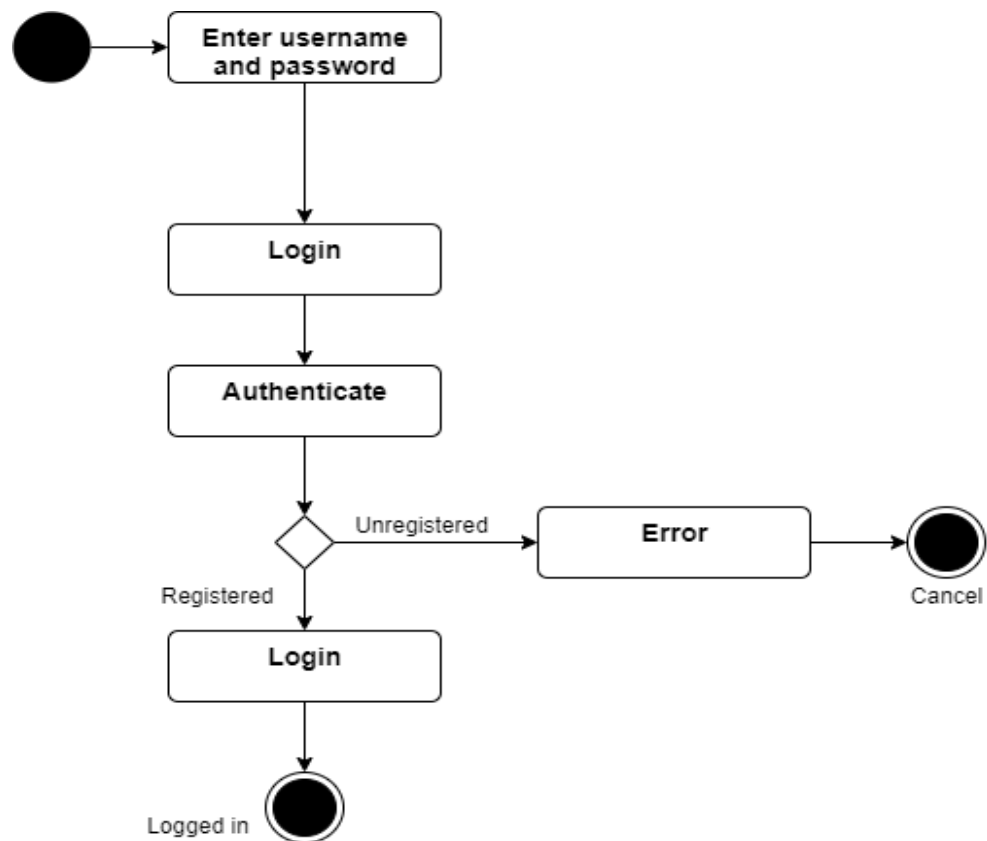 Enter username
and password
Login
Authenticate
Unregistered
Error
Registered
Cancel
Login
Logged in